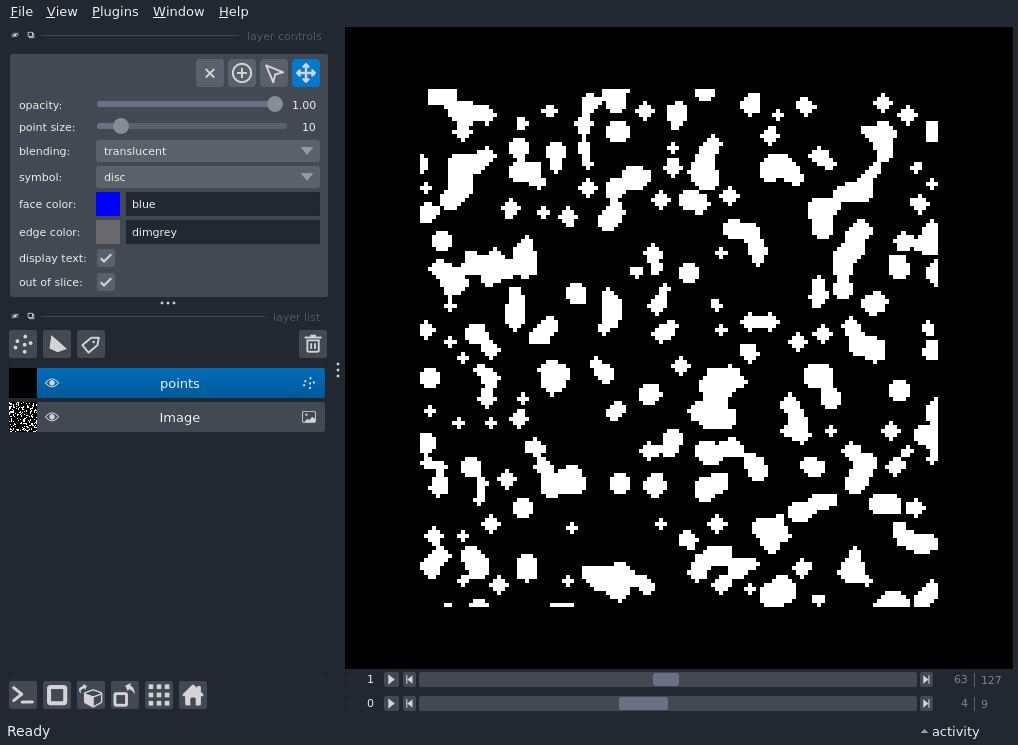 File View Plugins Window Help
layer controls
opacity: 1.00
point size: 10
blending: translucent
symbol: disc
face color: blue
edge color: dimgrey
display text:
out of slice:
layer list
points
Image
1 63 127
0 4 9
Ready activity